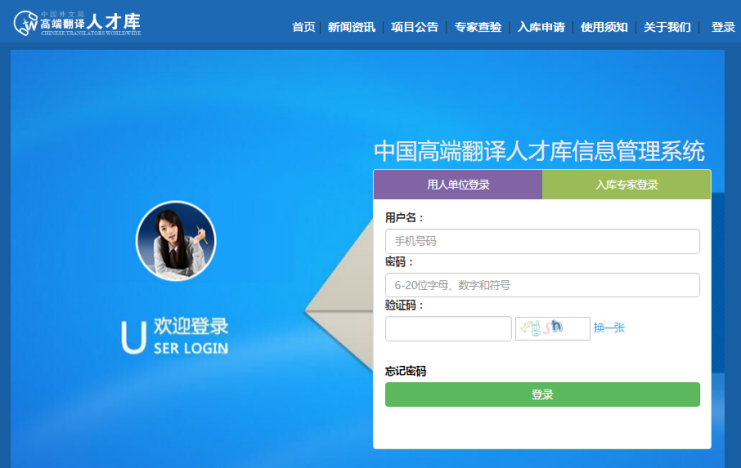 中国外文局
高端翻译人才库
CHINESE TRANSLATORS WORLDWIDE
首页 新闻资讯 项目公告 专家查验 入库申请 使用须知 关于我们 登录
中国高端翻译人才库信息管理系统
用人单位登录 入库专家登录
用户名：
手机号码
密码：
6-20位字母、数字和符号
验证码：
换一张
忘记密码
登录
U 欢迎登录
SER LOGIN